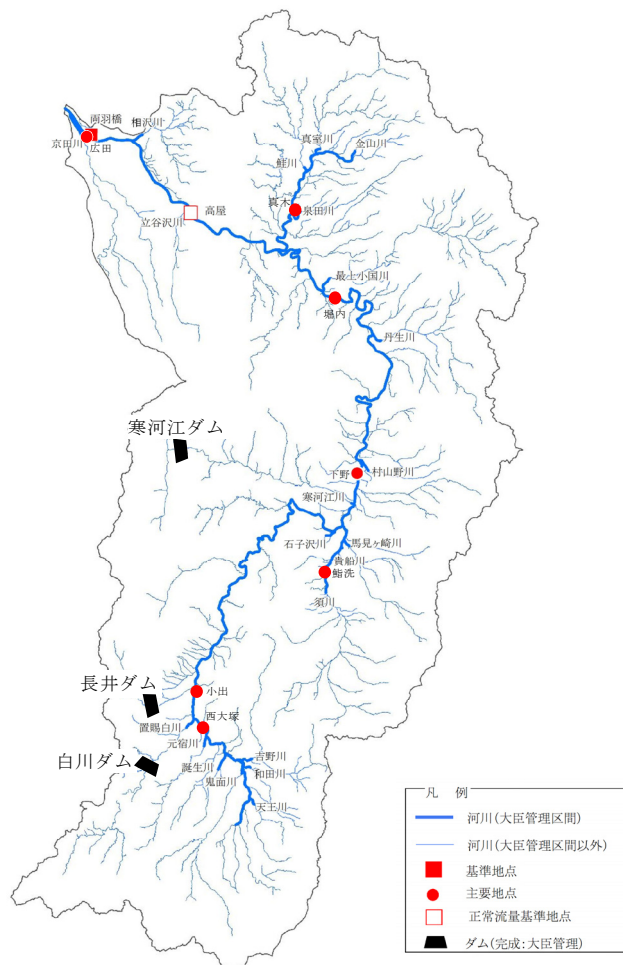 両羽橋
相沢川
京田川
広田
真室川
金山川
鮭川
真木
泉田川
高屋
立谷沢川
最上小国川
堀内
丹生川
寒河江ダム
下野
村山野川
寒河江川
石子沢川
馬見ヶ崎川
貴船川
鮨洗
須川
長井ダム
小出
西大塚
置賜白川
元宿川
白川ダム
吉野川
誕生川
和田川
鬼面川
天王川
凡 例
河川(大臣管理区間)
河川(大臣管理区間以外)
基準地点
主要地点
正常流量基準地点
ダム(完成:大臣管理)